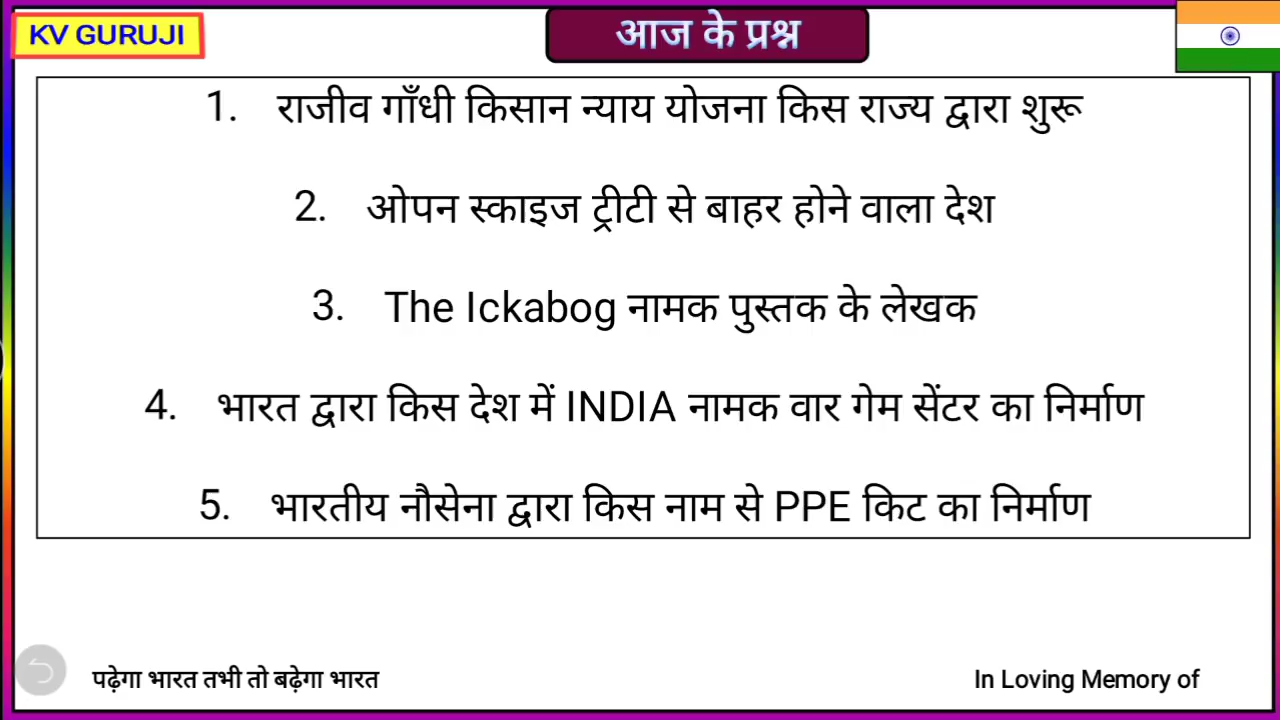 KV GURUJI
आज के प्रश्न
1. राजीव गाँधी किसान न्याय योजना किस राज्य द्वारा शुरू
2. ओपन स्काइज ट्रीटी से बाहर होने वाला देश
3. The Ickabog नामक पुस्तक के लेखक
4. भारत द्वारा किस देश में INDIA नामक वार गेम सेंटर का निर्माण
5. भारतीय नौसेना द्वारा किस नाम से PPE किट का निर्माण
पढ़ेगा भारत तभी तो बढ़ेगा भारत
In Loving Memory of